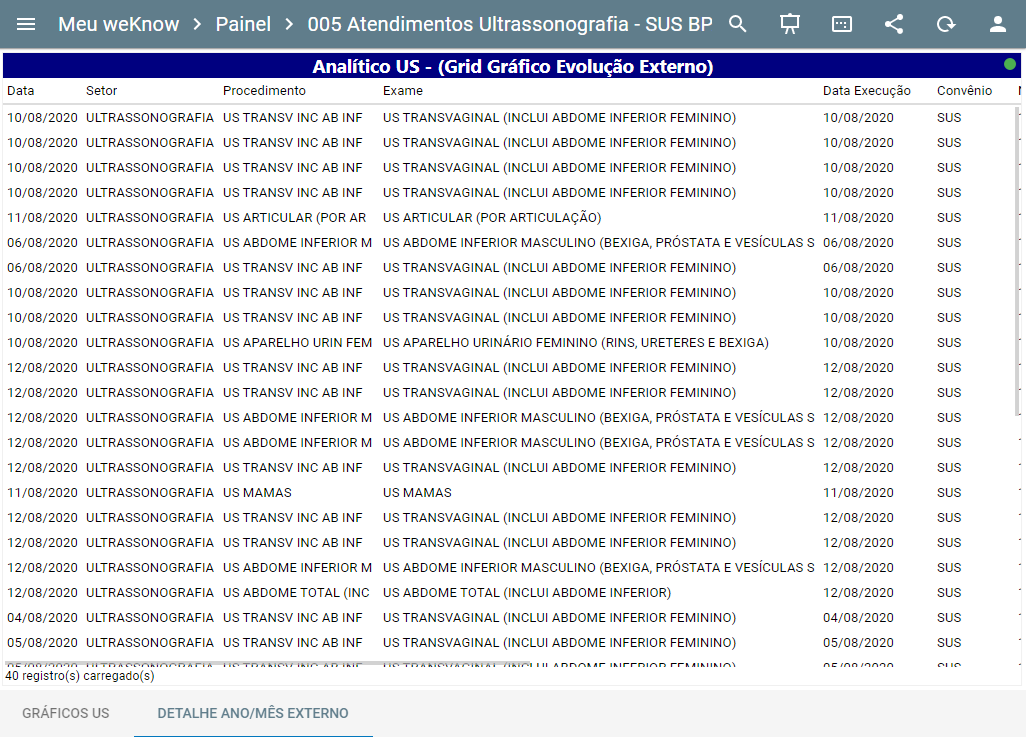 Meu weKnow > Painel > 005 Atendimentos Ultrassonografia - SUS BP
Analítico US - (Grid Gráfico Evolução Externo)
Data Setor Procedimento Exame Data Execução Convênio
10/08/2020 ULTRASSONOGRAFIA US TRANSV INC AB INF US TRANSVAGINAL (INCLUI ABDOME INFERIOR FEMININO) 10/08/2020 SUS
10/08/2020 ULTRASSONOGRAFIA US TRANSV INC AB INF US TRANSVAGINAL (INCLUI ABDOME INFERIOR FEMININO) 10/08/2020 SUS
10/08/2020 ULTRASSONOGRAFIA US TRANSV INC AB INF US TRANSVAGINAL (INCLUI ABDOME INFERIOR FEMININO) 10/08/2020 SUS
10/08/2020 ULTRASSONOGRAFIA US TRANSV INC AB INF US TRANSVAGINAL (INCLUI ABDOME INFERIOR FEMININO) 10/08/2020 SUS
11/08/2020 ULTRASSONOGRAFIA US ARTICULAR (POR AR US ARTICULAR (POR ARTICULAÇÃO) 11/08/2020 SUS
06/08/2020 ULTRASSONOGRAFIA US ABDOME INFERIOR M US ABDOME INFERIOR MASCULINO (BEXIGA, PRÓSTATA E VESÍCULAS S 06/08/2020 SUS
06/08/2020 ULTRASSONOGRAFIA US TRANSV INC AB INF US TRANSVAGINAL (INCLUI ABDOME INFERIOR FEMININO) 06/08/2020 SUS
10/08/2020 ULTRASSONOGRAFIA US TRANSV INC AB INF US TRANSVAGINAL (INCLUI ABDOME INFERIOR FEMININO) 10/08/2020 SUS
10/08/2020 ULTRASSONOGRAFIA US TRANSV INC AB INF US TRANSVAGINAL (INCLUI ABDOME INFERIOR FEMININO) 10/08/2020 SUS
10/08/2020 ULTRASSONOGRAFIA US APARELHO URIN FEM US APARELHO URINÁRIO FEMININO (RINS, URETERES E BEXIGA) 10/08/2020 SUS
12/08/2020 ULTRASSONOGRAFIA US TRANSV INC AB INF US TRANSVAGINAL (INCLUI ABDOME INFERIOR FEMININO) 12/08/2020 SUS
12/08/2020 ULTRASSONOGRAFIA US TRANSV INC AB INF US TRANSVAGINAL (INCLUI ABDOME INFERIOR FEMININO) 12/08/2020 SUS
12/08/2020 ULTRASSONOGRAFIA US ABDOME INFERIOR M US ABDOME INFERIOR MASCULINO (BEXIGA, PRÓSTATA E VESÍCULAS S 12/08/2020 SUS
12/08/2020 ULTRASSONOGRAFIA US ABDOME INFERIOR M US ABDOME INFERIOR MASCULINO (BEXIGA, PRÓSTATA E VESÍCULAS S 12/08/2020 SUS
12/08/2020 ULTRASSONOGRAFIA US TRANSV INC AB INF US TRANSVAGINAL (INCLUI ABDOME INFERIOR FEMININO) 12/08/2020 SUS
11/08/2020 ULTRASSONOGRAFIA US MAMAS US MAMAS 11/08/2020 SUS
12/08/2020 ULTRASSONOGRAFIA US TRANSV INC AB INF US TRANSVAGINAL (INCLUI ABDOME INFERIOR FEMININO) 12/08/2020 SUS
12/08/2020 ULTRASSONOGRAFIA US TRANSV INC AB INF US TRANSVAGINAL (INCLUI ABDOME INFERIOR FEMININO) 12/08/2020 SUS
12/08/2020 ULTRASSONOGRAFIA US ABDOME INFERIOR M US ABDOME INFERIOR MASCULINO (BEXIGA, PRÓSTATA E VESÍCULAS S 12/08/2020 SUS
12/08/2020 ULTRASSONOGRAFIA US ABDOME TOTAL (INC US ABDOME TOTAL (INCLUI ABDOME INFERIOR) 12/08/2020 SUS
04/08/2020 ULTRASSONOGRAFIA US TRANSV INC AB INF US TRANSVAGINAL (INCLUI ABDOME INFERIOR FEMININO) 04/08/2020 SUS
05/08/2020 ULTRASSONOGRAFIA US TRANSV INC AB INF US TRANSVAGINAL (INCLUI ABDOME INFERIOR FEMININO) 05/08/2020 SUS
05/08/2020 ULTRASSONOGRAFIA US TRANSV INC AB INF US TRANSVAGINAL (INCLUI ABDOME INFERIOR FEMININO) 05/08/2020 SUS
40 registro(s) carregado(s)
GRÁFICOS US DETALHE ANO/MÊS EXTERNO